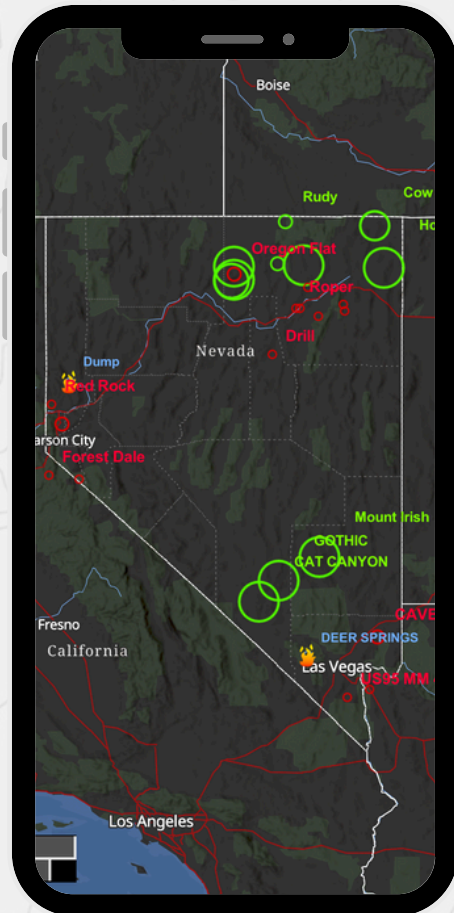 Boise
Rudy
Cow
Ho
Oregon Flat
Roper
Drill
Nevada
Dump
Red Rock
arson City
Forest Dale
Mount Irish
GOTHIC
CAT CANYON
CAVE
Fresno
DEER SPRINGS
California
Las Vegas
US95 MM
Los Angeles